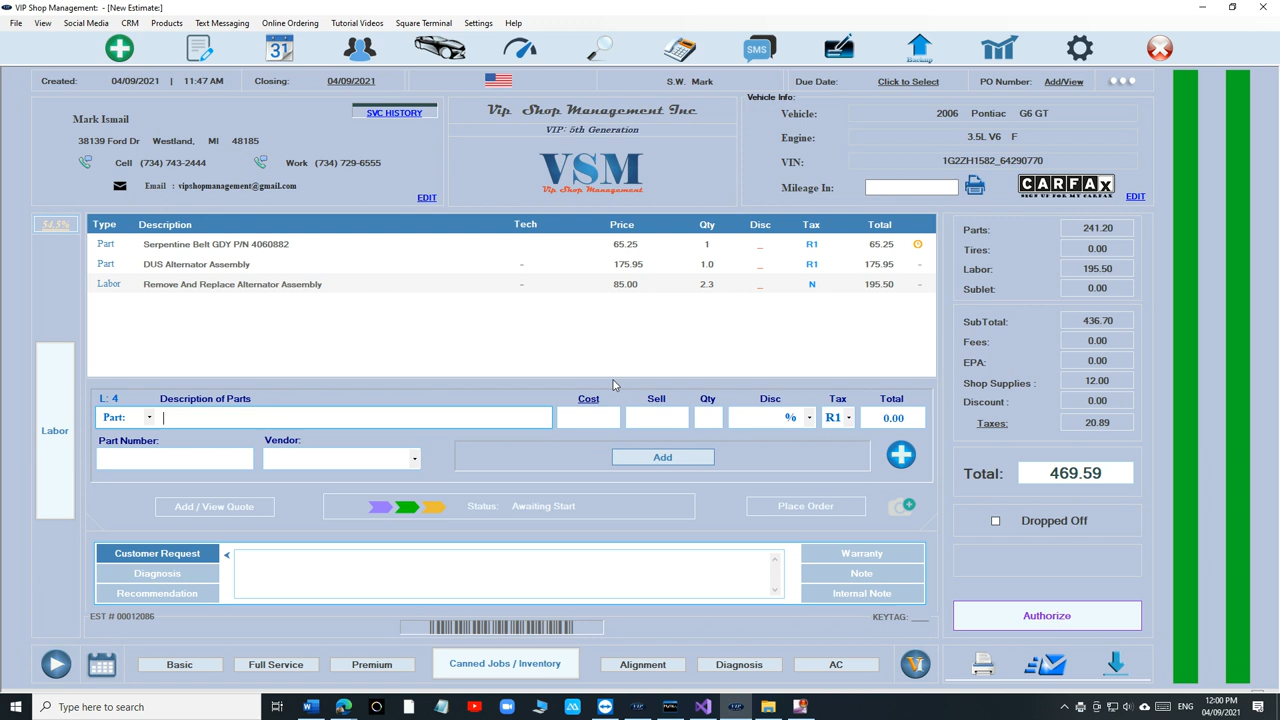 VIP Shop Management: - [New Estimate:]
File View Social Media CRM Products Text Messaging Online Ordering Tutorial Videos Square Terminal Settings Help
31 SMS Backup
Created: 04/09/2021 | 11:47 AM Closing: 04/09/2021 S.W. Mark Due Date: Click to Select PO Number: Add/View
Mark Ismail
SVC HISTORY
38139 Ford Dr Westland, MI 48185
Cell (734) 743-2444 Work (734) 729-6555
Email : vipshopmanagement@gmail.com
EDIT
Vip Shop Management Inc
VIP: 5th Generation
VSM
Vip Shop Management
Vehicle Info:
Vehicle: 2006 Pontiac G6 GT
Engine: 3.5L V6 F
VIN: 1G2ZH1582_64290770
Mileage In: CARFAX
SIGN UP FOR MY CARFAX
EDIT
54.5%
Type Description Tech Price Qty Disc Tax Total
Part Serpentine Belt GDY P/N 4060882 65.25 1 _ R1 65.25
Part DUS Alternator Assembly - 175.95 1.0 _ R1 175.95 -
Labor Remove And Replace Alternator Assembly - 85.00 2.3 _ N 195.50 -
Labor
L: 4 Description of Parts Cost Sell Qty Disc Tax Total
Part: % R1 0.00
Part Number: Vendor:
Add
Add / View Quote Status: Awaiting Start Place Order
Customer Request
Diagnosis
Recommendation
Warranty
Note
Internal Note
EST # 00012086 KEYTAG: ___
Parts: 241.20
Tires: 0.00
Labor: 195.50
Sublet: 0.00
SubTotal: 436.70
Fees: 0.00
EPA: 0.00
Shop Supplies : 12.00
Discount : 0.00
Taxes: 20.89
Total: 469.59
Dropped Off
Authorize
Basic Full Service Premium Canned Jobs / Inventory Alignment Diagnosis AC
Type here to search
ENG
12:00 PM
04/09/2021